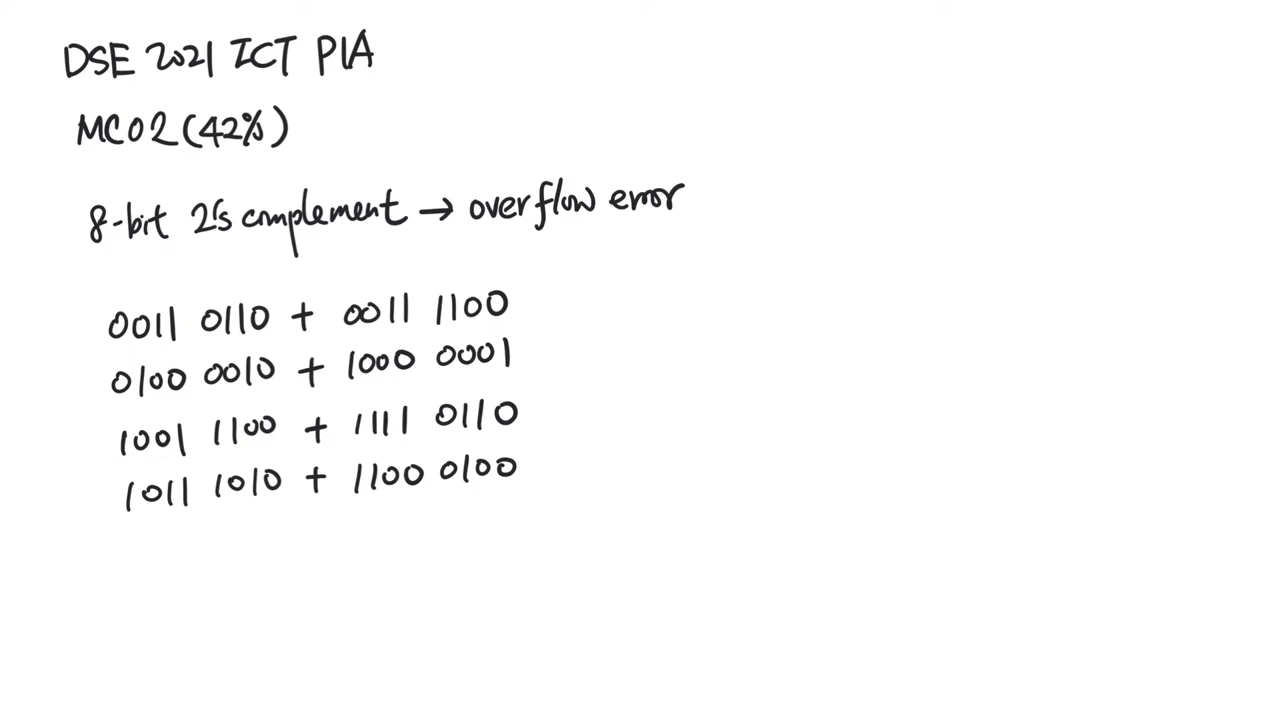 DSE 2021 ICT P1A
MC02 (42%)
8-bit 2's complement → overflow error
0011 0110 + 0011 1100
0100 0010 + 1000 0001
1001 1100 + 1111 0110
1011 1010 + 1100 0100